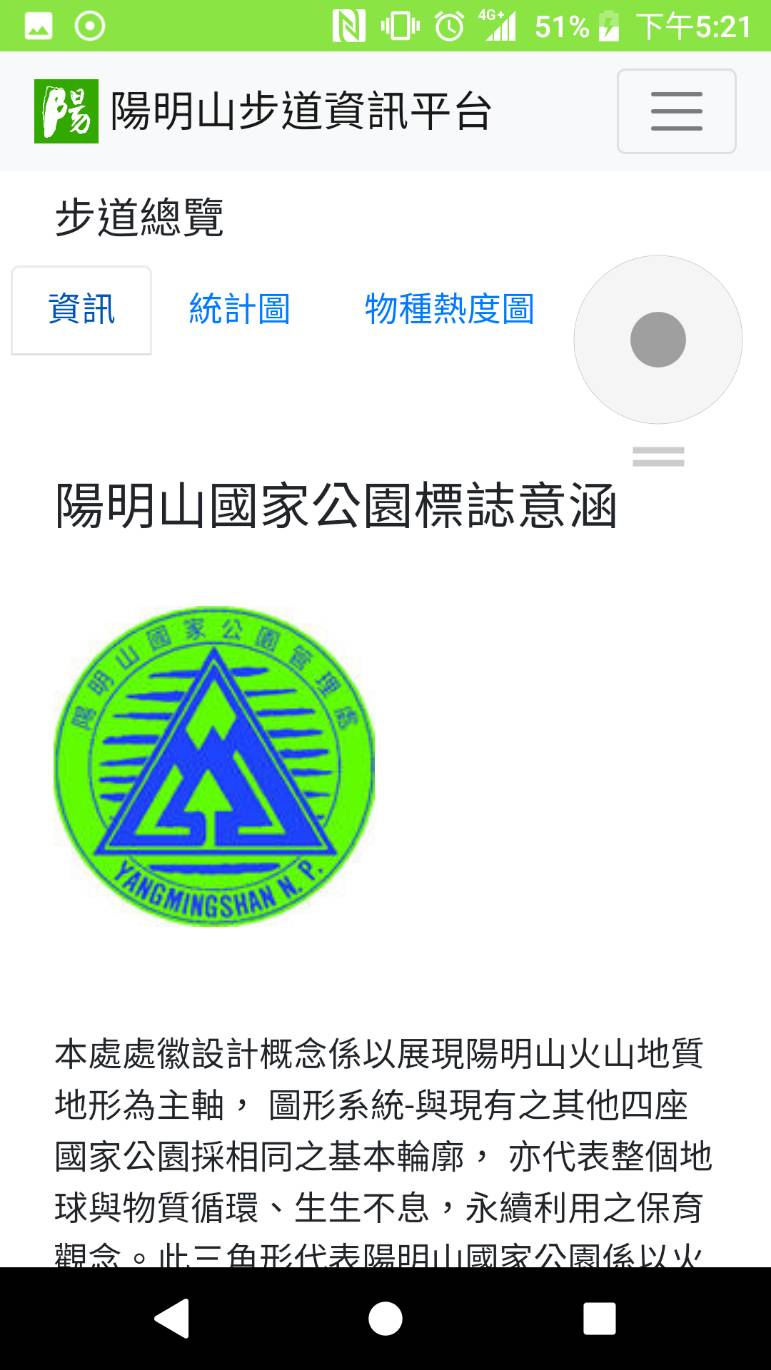 4G+ 51% 下午5:21
陽 陽明山步道資訊平台
步道總覽
資訊 統計圖 物種熱度圖
陽明山國家公園標誌意涵
陽明山國家公園管理處
YANGMINGSHAN N. P.
本處處徽設計概念係以展現陽明山火山地質
地形為主軸， 圖形系統-與現有之其他四座
國家公園採相同之基本輪廓， 亦代表整個地
球與物質循環、生生不息，永續利用之保育
觀念。此三角形代表陽明山國家公園係以火